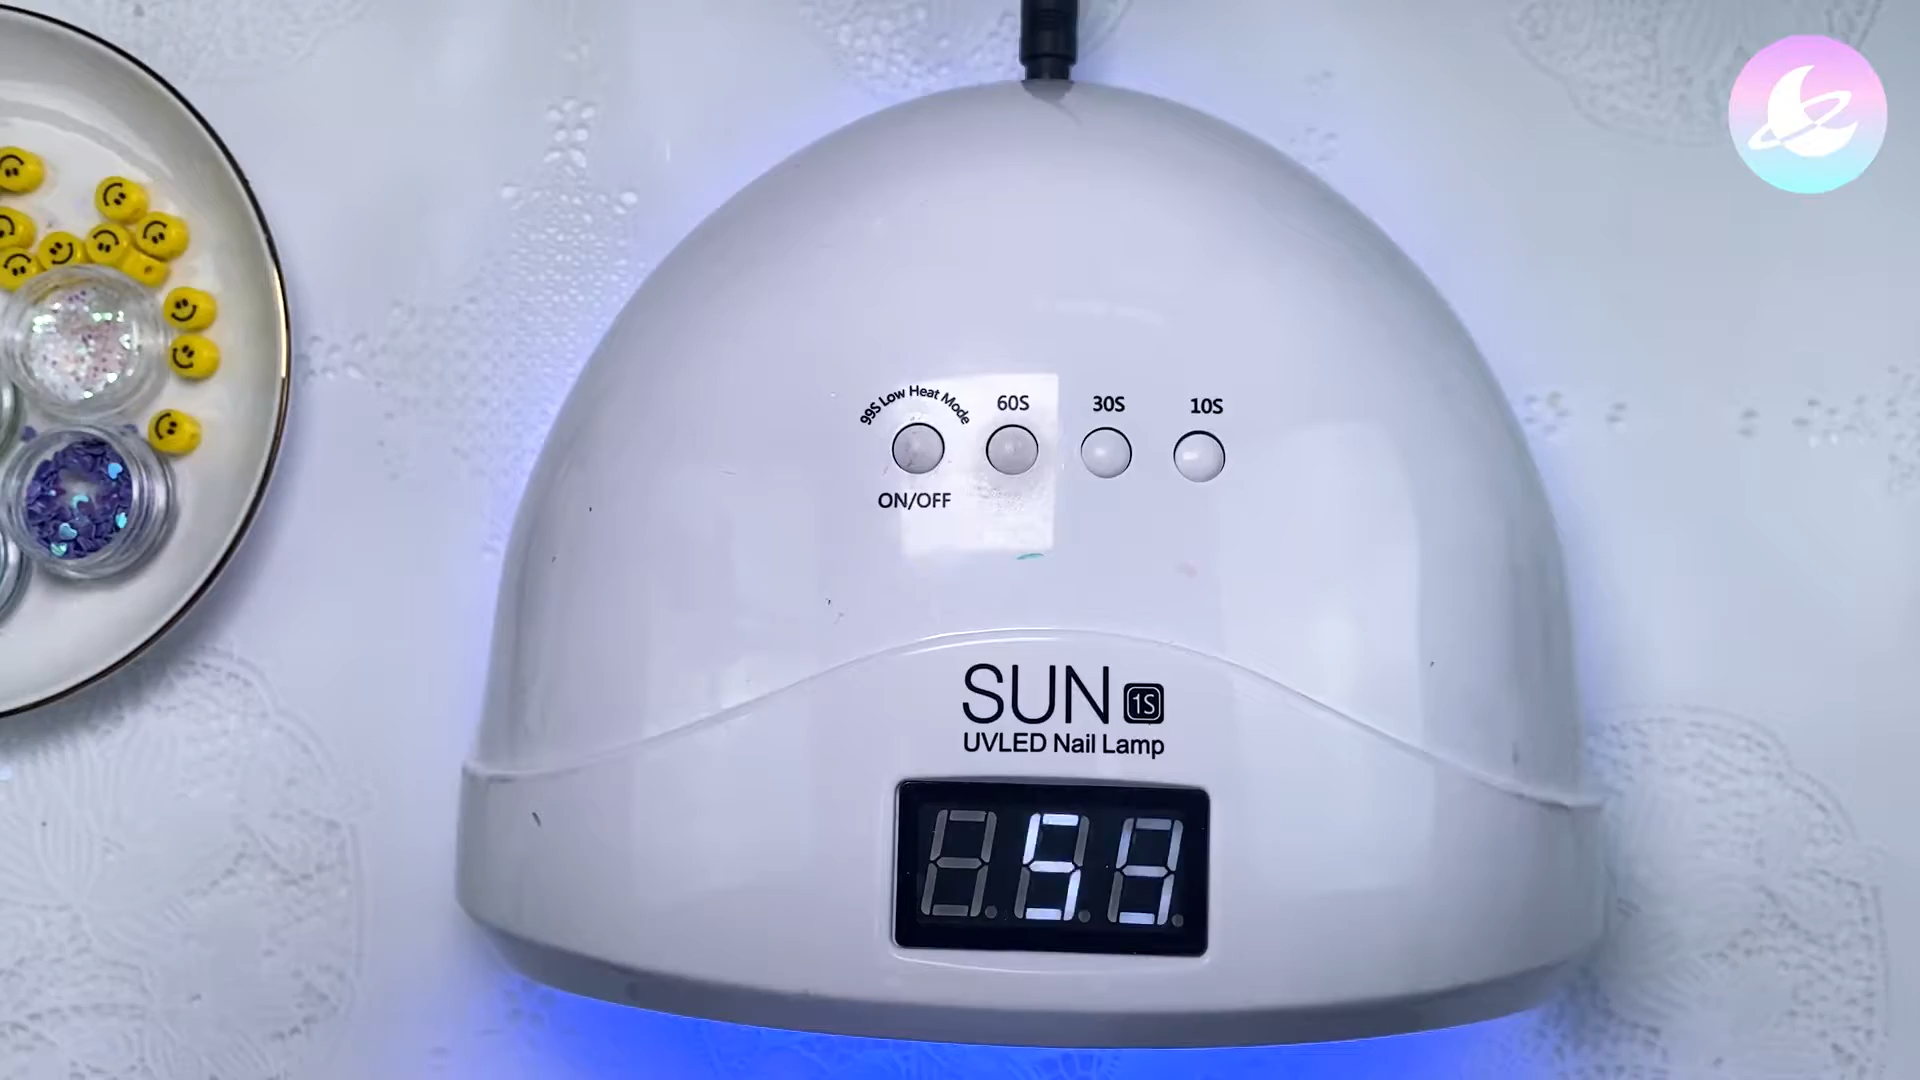 99S Low Heat Mode
60S
30S
10S
ON/OFF
SUN 1S
UVLED Nail Lamp
59